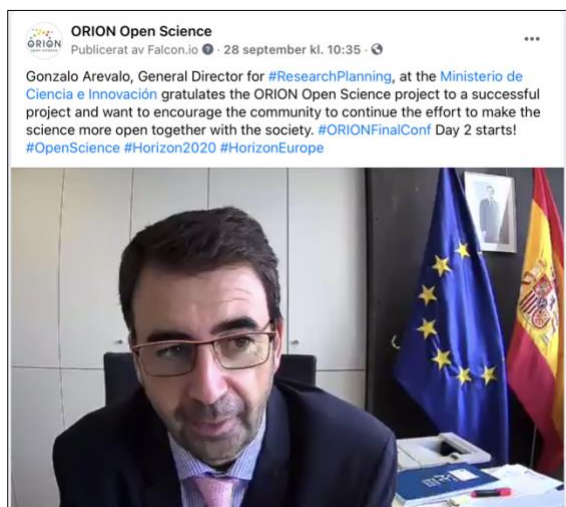 ORION Open Science
Publicerat av Falcon.io · 28 september kl. 10:35 ·
Gonzalo Arevalo, General Director for #ResearchPlanning, at the Ministerio de
Ciencia e Innovación gratulates the ORION Open Science project to a successful
project and want to encourage the community to continue the effort to make the
science more open together with the society. #ORIONFinalConf Day 2 starts!
#OpenScience #Horizon2020 #HorizonEurope
ORION
OPEN SCIENCE